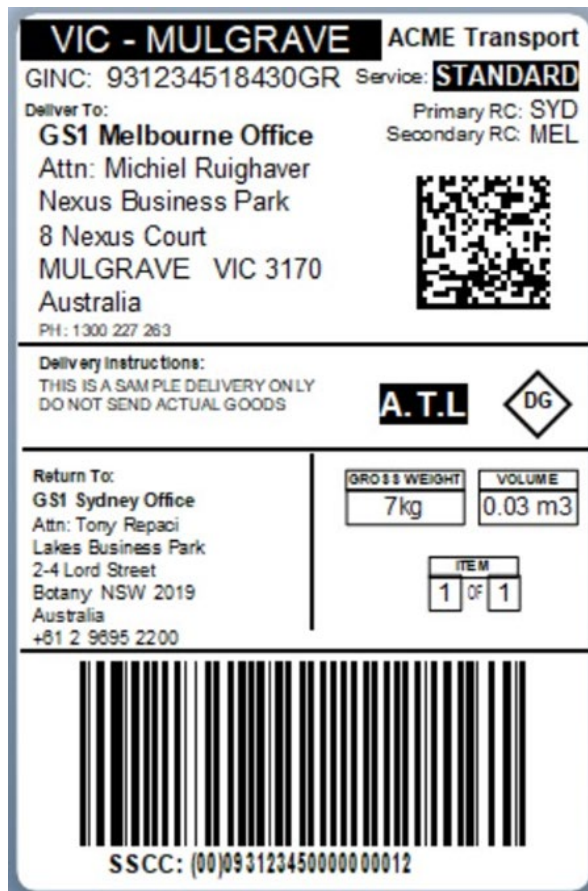 VIC - MULGRAVE
ACME Transport
GINC: 931234518430GR
Service: STANDARD
Deliver To:
GS1 Melbourne Office
Attn: Michiel Ruighaver
Nexus Business Park
8 Nexus Court
MULGRAVE VIC 3170
Australia
PH: 1300 227 263
Primary RC: SYD
Secondary RC: MEL
Delivery Instructions:
THIS IS A SAMPLE DELIVERY ONLY
DO NOT SEND ACTUAL GOODS
A.T.L
DG
Return To:
GS1 Sydney Office
Attn: Tony Repaci
Lakes Business Park
2-4 Lord Street
Botany NSW 2019
Australia
+61 2 9695 2200
GROSS WEIGHT
7kg
VOLUME
0.03 m3
ITEM
1 OF 1
SSCC: (00)093123450000000012